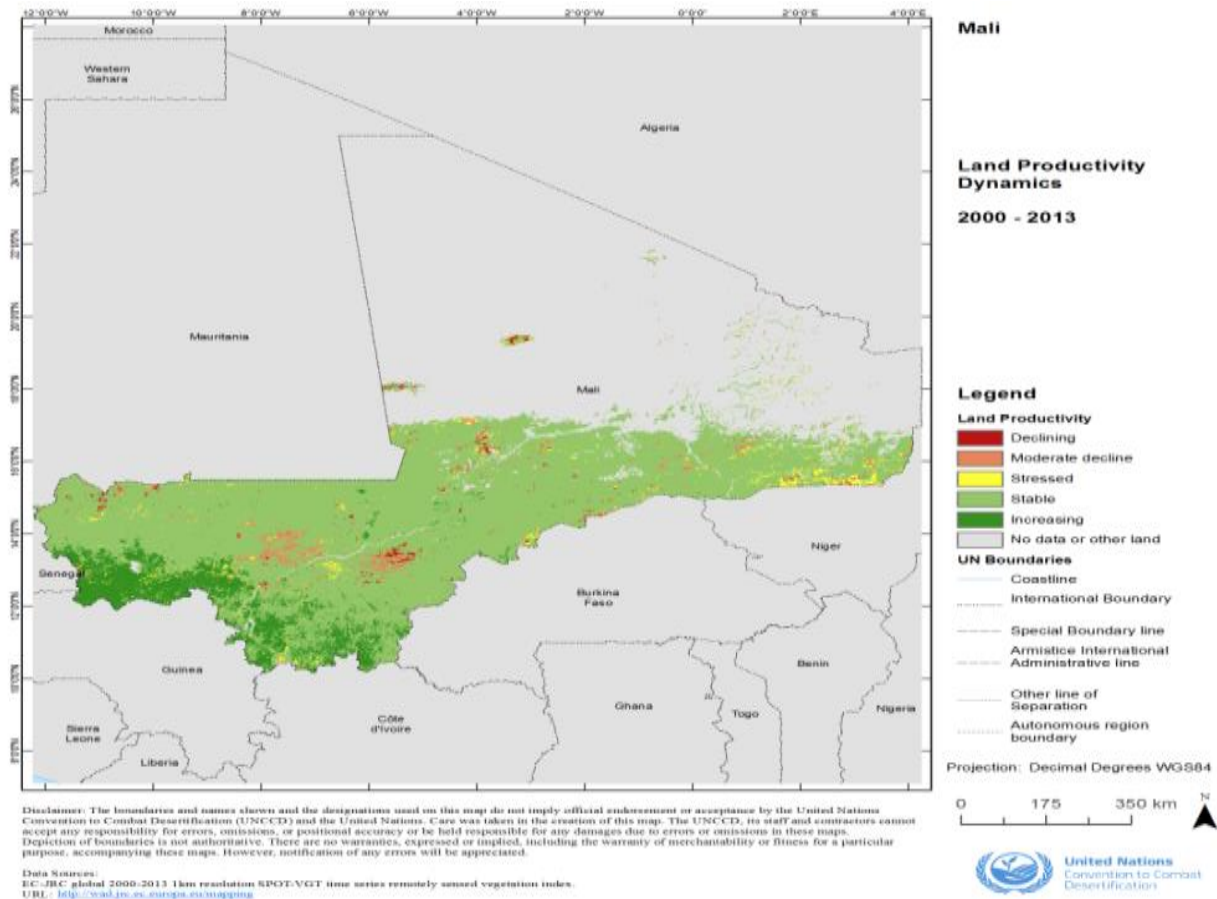 12°0'0"W 10°0'0"W 8°0'0"W 6°0'0"W 4°0'0"W 2°0'0"W 0°0'0" 2°0'0"E 4°0'0"E
Morocco
Western
Sahara
Algeria
Mauritania
Mali
Senegal
Niger
Burkina
Faso
Guinea
Benin
Sierra
Leone
Côte
d'Ivoire
Ghana
Togo
Nigeria
Liberia
Mali
Land Productivity
Dynamics
2000 - 2013
Legend
Land Productivity
Declining
Moderate decline
Stressed
Stable
Increasing
No data or other land
UN Boundaries
Coastline
International Boundary
Special Boundary line
Armistice International
Administrative line
Other line of
Separation
Autonomous region
boundary
Projection: Decimal Degrees WGS84
0 175 350 km
N
United Nations
Convention to Combat
Desertification
Disclaimer: The boundaries and names shown and the designations used on this map do not imply official endorsement or acceptance by the United Nations
Convention to Combat Desertification (UNCCD) and the United Nations. Care was taken in the creation of this map. The UNCCD, its staff and contractors cannot
accept any responsibility for errors, omissions, or positional accuracy or be held responsible for any damages due to errors or omissions in these maps.
Depiction of boundaries is not authoritative. There are no warranties, expressed or implied, including the warranty of merchantability or fitness for a particular
purpose, accompanying these maps. However, notification of any errors will be appreciated.
Data Sources:
EC-JRC global 2000-2013 1km resolution SPOT-VGT time series remotely sensed vegetation index.
URL: http://wad.jrc.ec.europa.eu/mapping